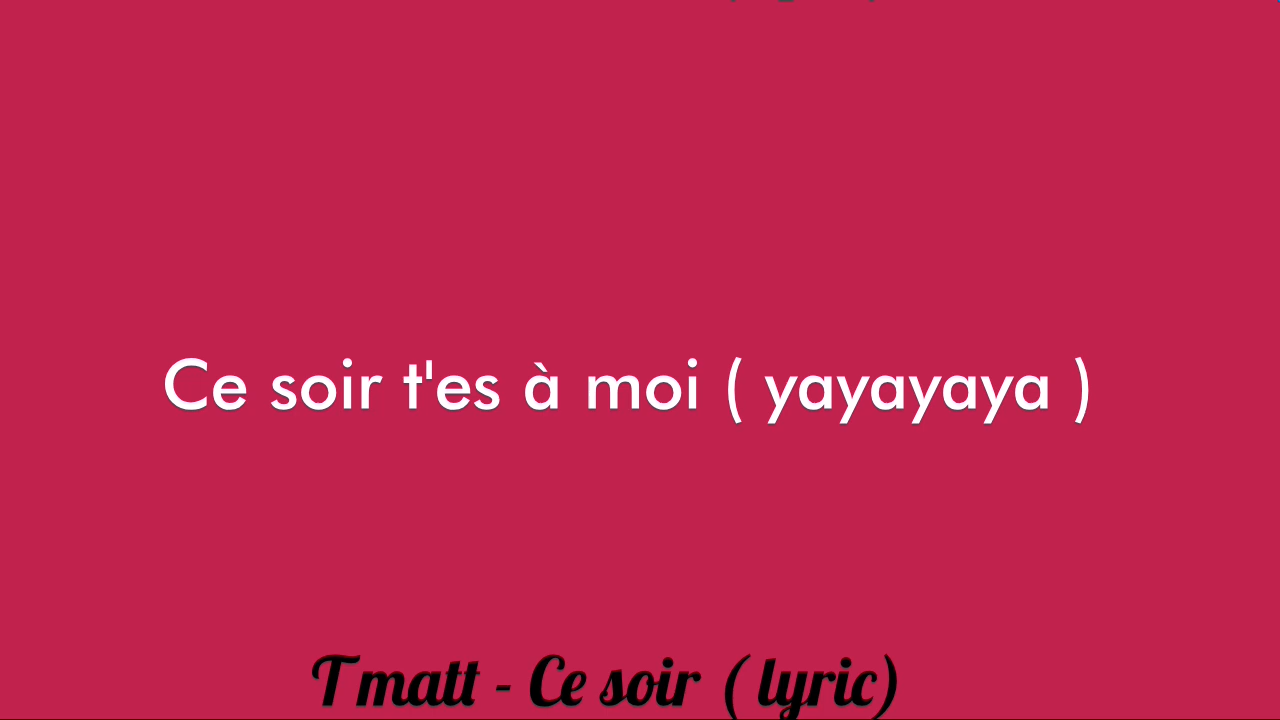 Ce soir t'es à moi ( yayayaya )
Tmatt - Ce soir ( lyric)